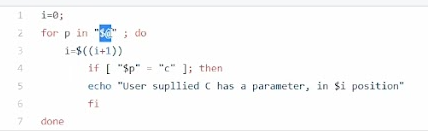 1 i=0;
2 for p in "$@" ; do
3 i=$((i+1))
4 if [ "$p" = "c" ]; then
5 echo "User supllied C has a parameter, in $i position"
6 fi
7 done